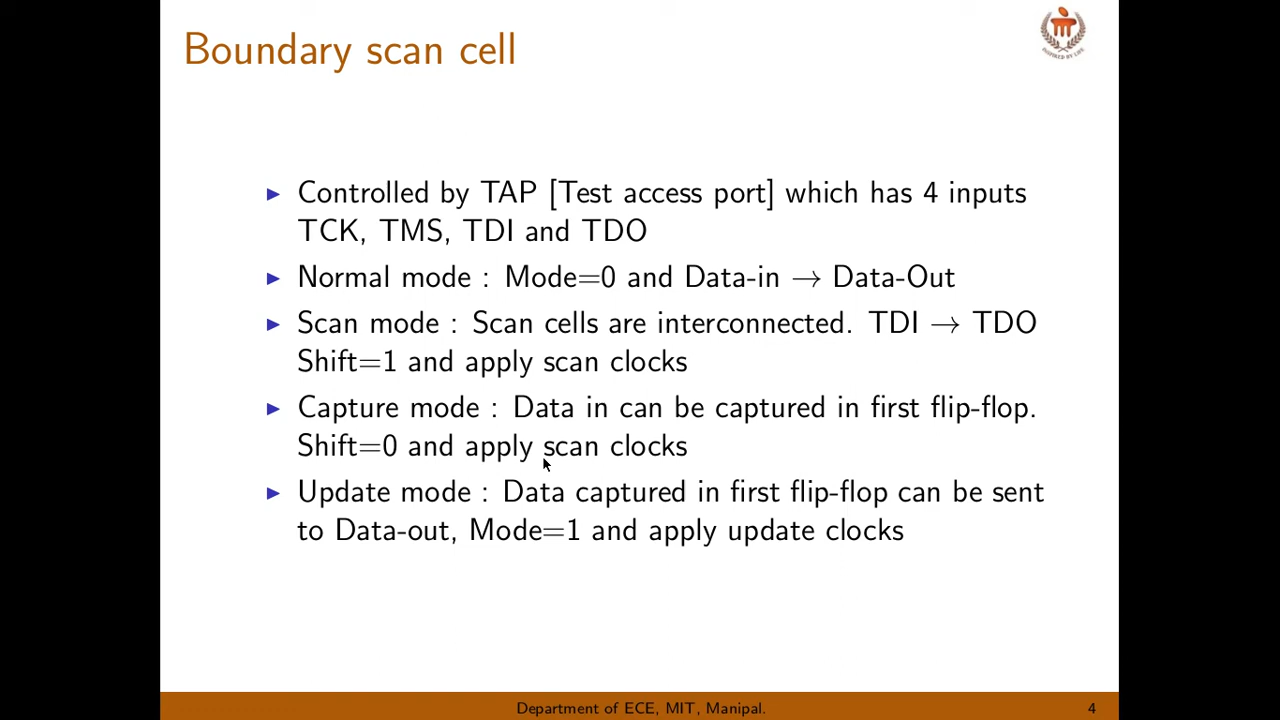 Boundary scan cell
INSPIRED BY LIFE
▶ Controlled by TAP [Test access port] which has 4 inputs
TCK, TMS, TDI and TDO
▶ Normal mode : Mode=0 and Data-in → Data-Out
▶ Scan mode : Scan cells are interconnected. TDI → TDO
Shift=1 and apply scan clocks
▶ Capture mode : Data in can be captured in first flip-flop.
Shift=0 and apply scan clocks
▶ Update mode : Data captured in first flip-flop can be sent
to Data-out, Mode=1 and apply update clocks
Department of ECE, MIT, Manipal.
4